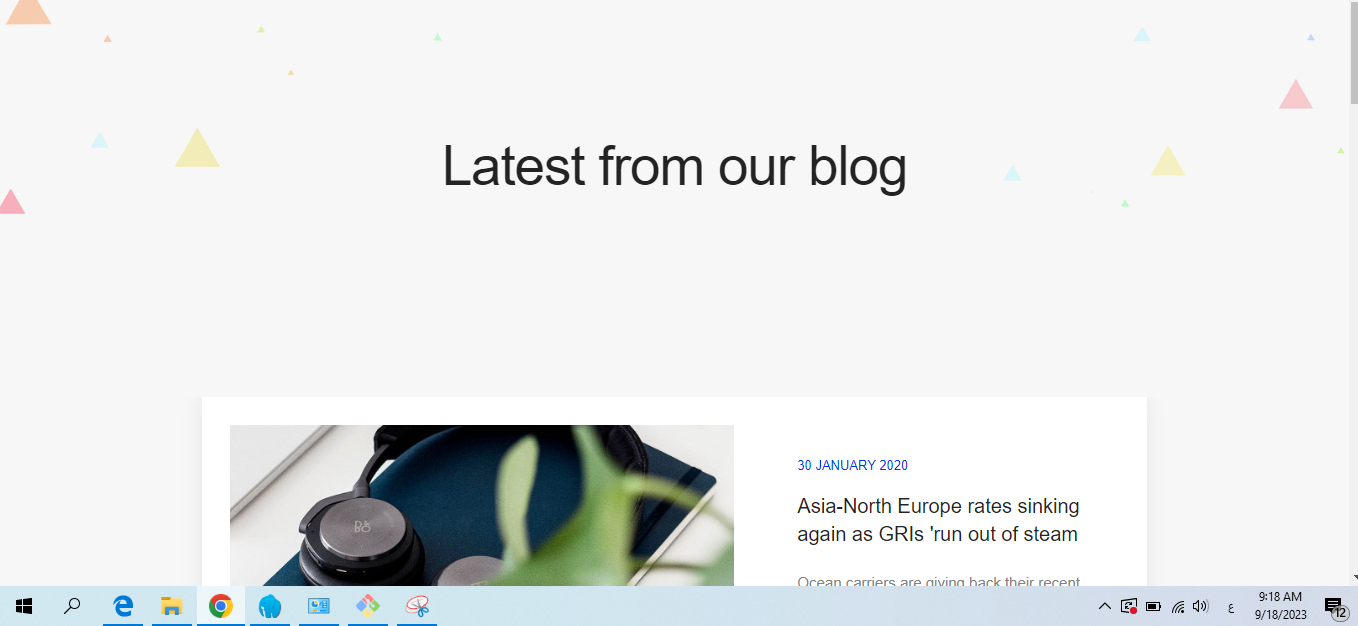 Latest from our blog
30 JANUARY 2020
Asia-North Europe rates sinking
again as GRIs 'run out of steam
Ocean carriers are giving back their recent
B&O
ع
9:18 AM
9/18/2023
12